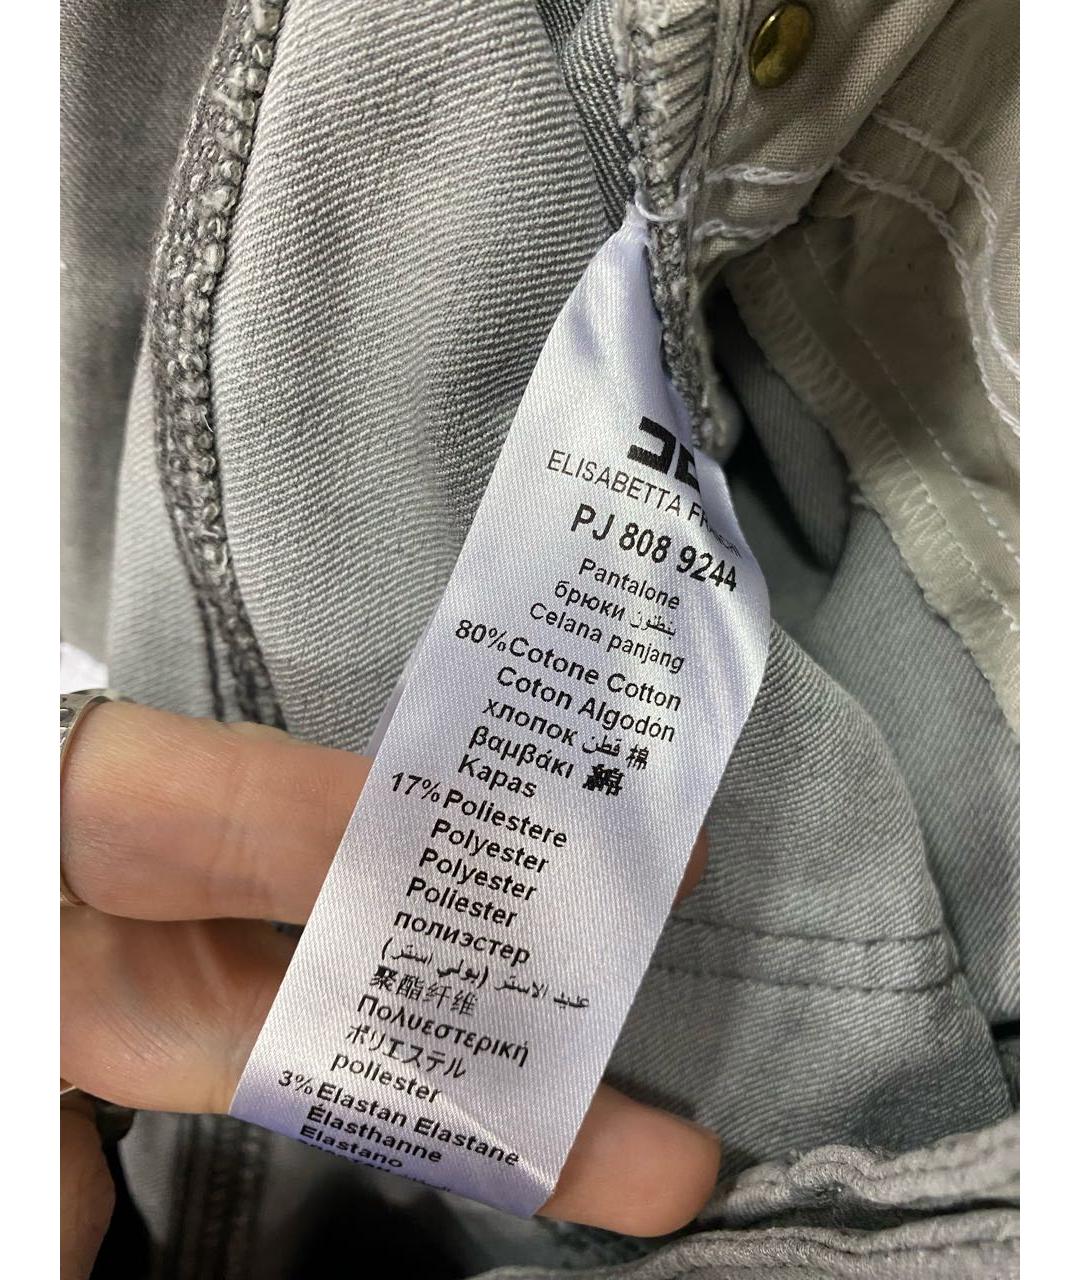 ELISABETTA
PJ 808 9244
Pantalone
брюки بنطلون
Celana panjang
80%Cotone Cotton
Coton Algodón
хлопок قطن 棉
βαμβάκι 綿
Kapas
17%Poliestere
Polyester
Polyester
Poliester
полиэстер
عديد الاستر (بولي استر)
聚酯纤维
Πολυεστερική
ポリエステル
poliester
3%Elastan Elastane
Élasthanne
Elastano